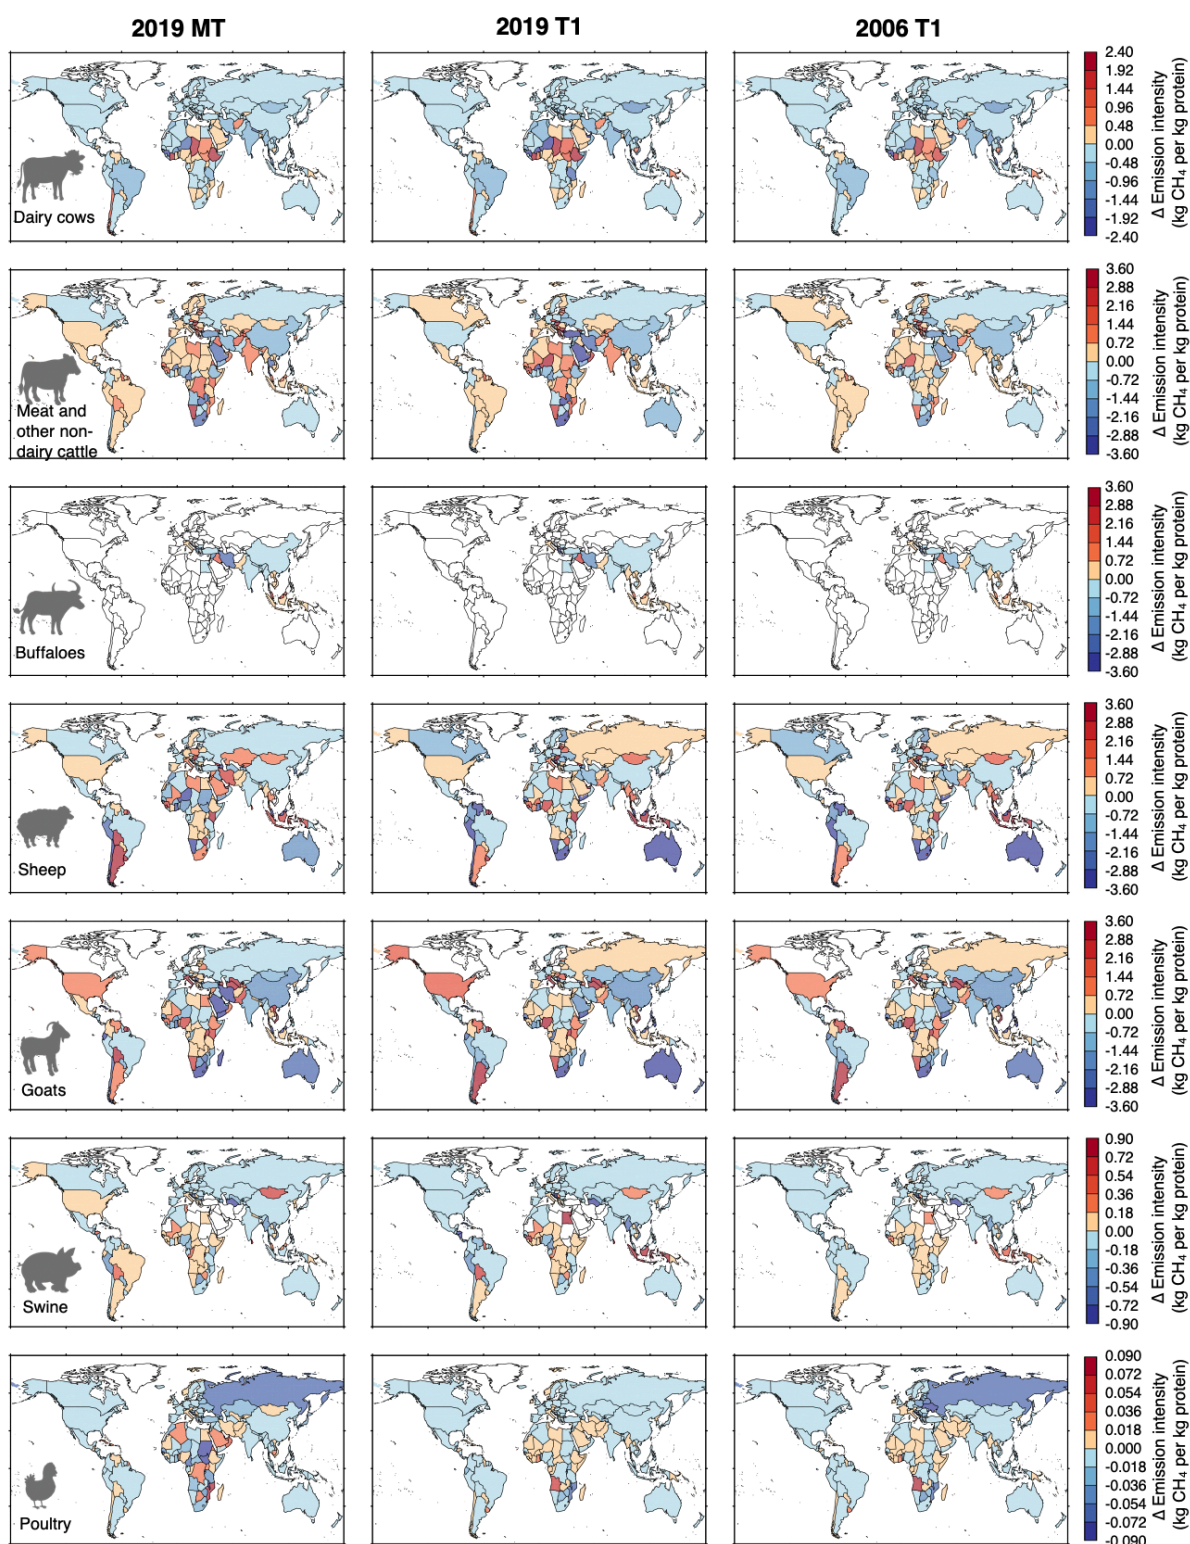 2019 MT
2019 T1
2006 T1
Dairy cows
2.40
1.92
1.44
0.96
0.48
0.00
-0.48
-0.96
-1.44
-1.92
-2.40
Δ Emission intensity
(kg CH₄ per kg protein)
Meat and
other non-
dairy cattle
3.60
2.88
2.16
1.44
0.72
0.00
-0.72
-1.44
-2.16
-2.88
-3.60
Δ Emission intensity
(kg CH₄ per kg protein)
Buffaloes
3.60
2.88
2.16
1.44
0.72
0.00
-0.72
-1.44
-2.16
-2.88
-3.60
Δ Emission intensity
(kg CH₄ per kg protein)
Sheep
3.60
2.88
2.16
1.44
0.72
0.00
-0.72
-1.44
-2.16
-2.88
-3.60
Δ Emission intensity
(kg CH₄ per kg protein)
Goats
3.60
2.88
2.16
1.44
0.72
0.00
-0.72
-1.44
-2.16
-2.88
-3.60
Δ Emission intensity
(kg CH₄ per kg protein)
Swine
0.90
0.72
0.54
0.36
0.18
0.00
-0.18
-0.36
-0.54
-0.72
-0.90
Δ Emission intensity
(kg CH₄ per kg protein)
Poultry
0.090
0.072
0.054
0.036
0.018
0.000
-0.018
-0.036
-0.054
-0.072
-0.090
Δ Emission intensity
(kg CH₄ per kg protein)